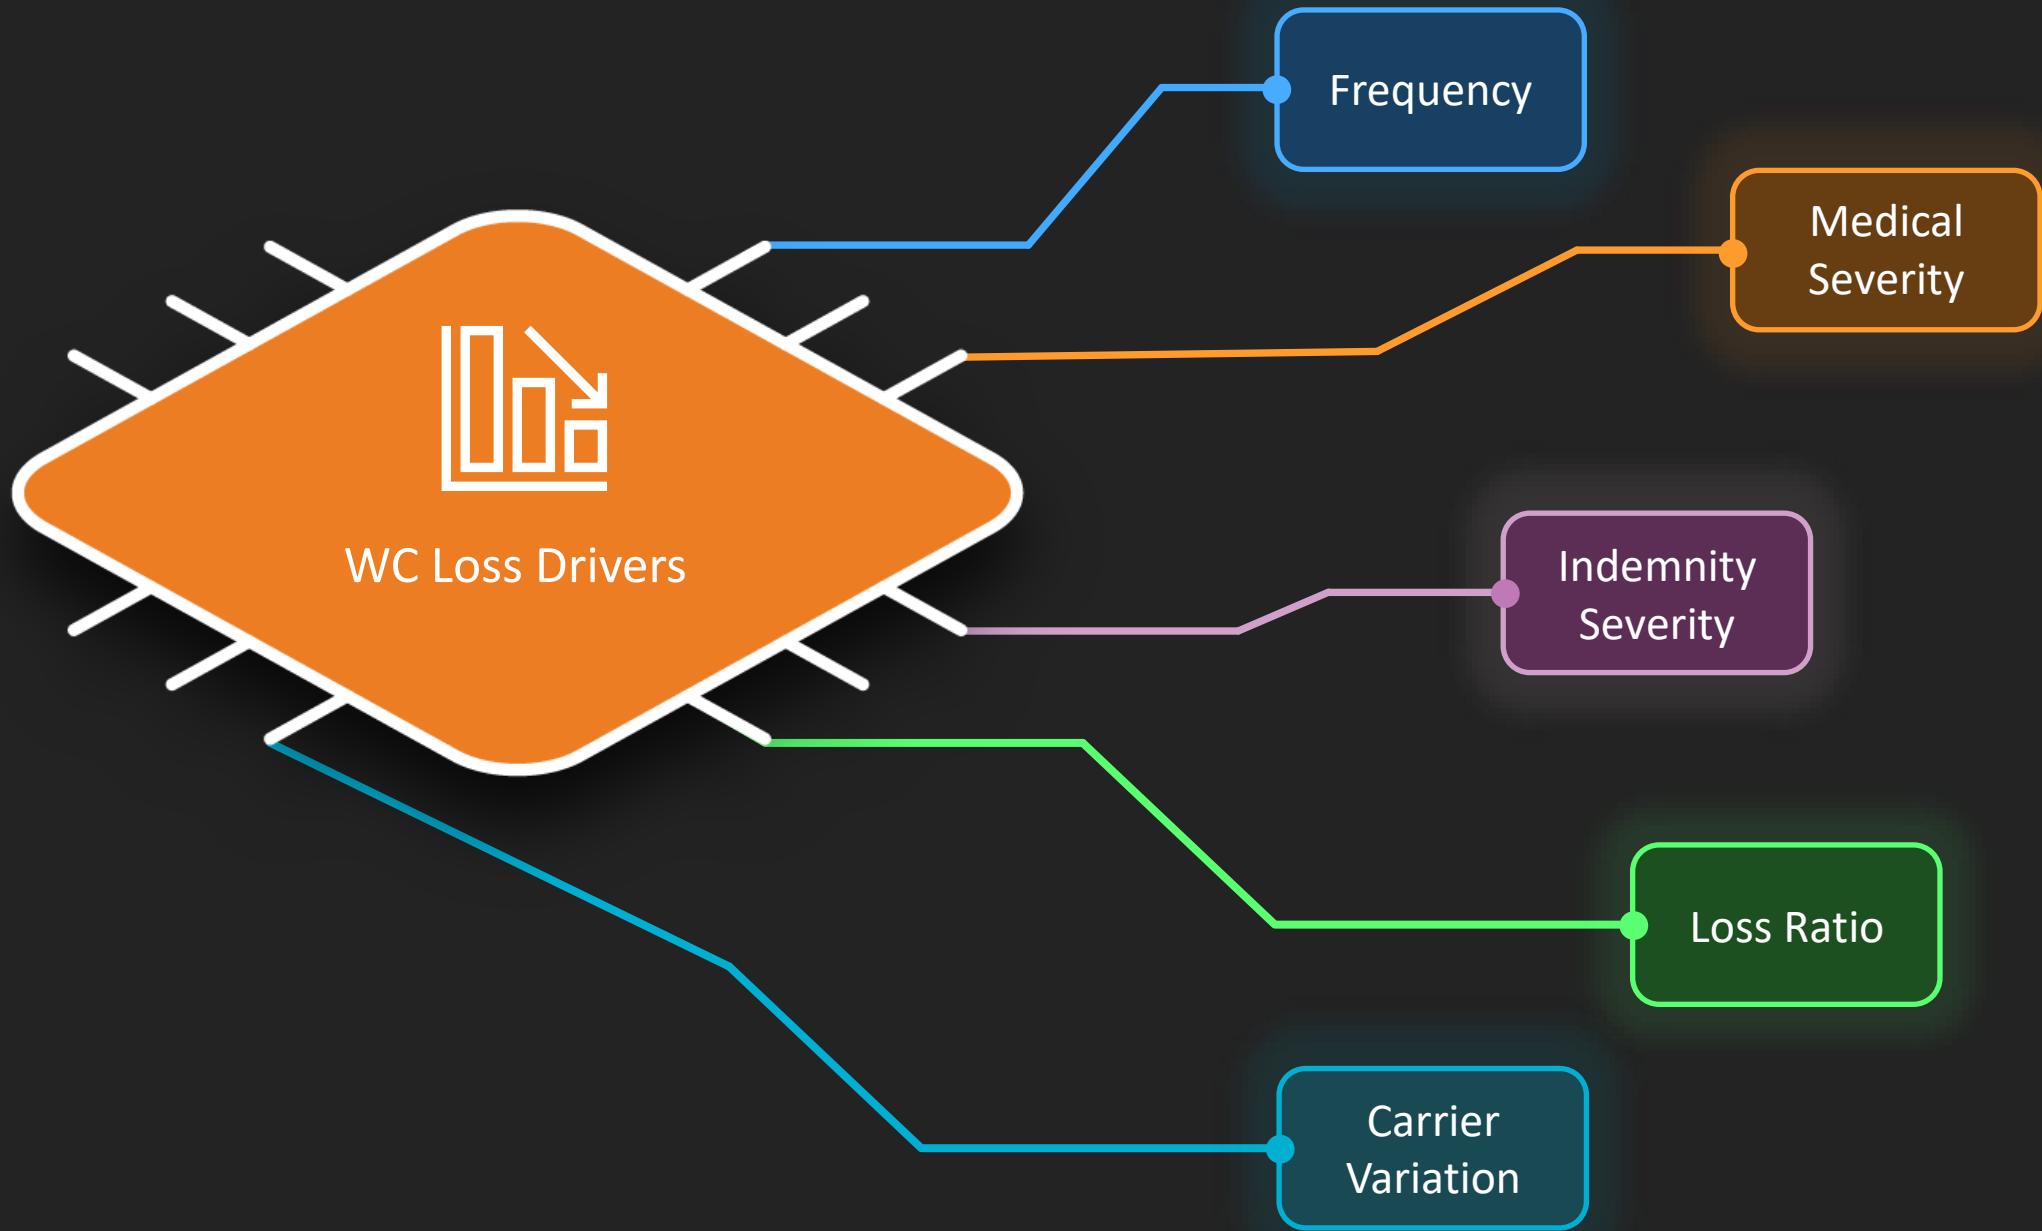 Frequency
Medical
Severity
WC Loss Drivers
Indemnity
Severity
Loss Ratio
Carrier
Variation